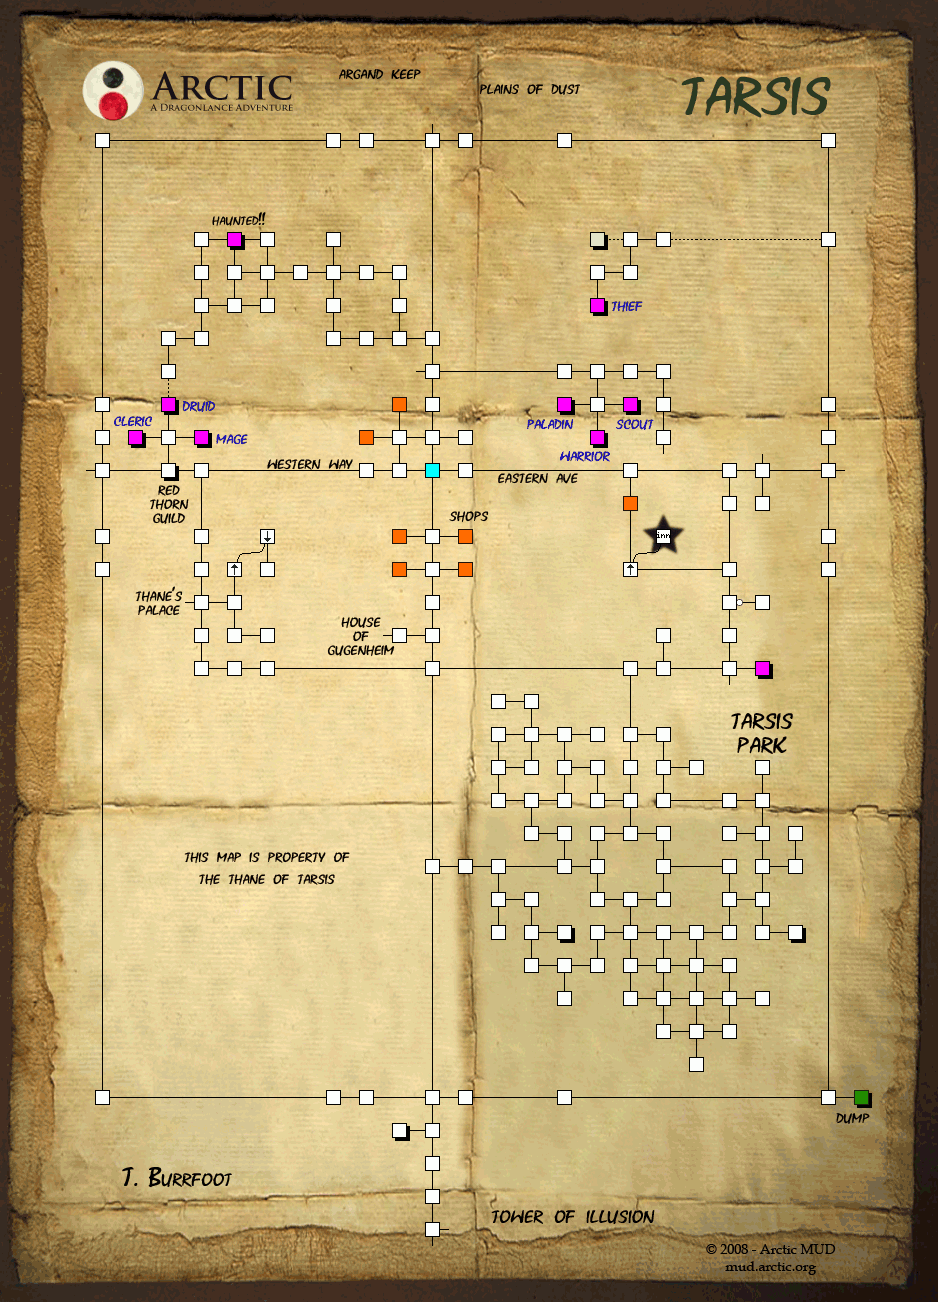 ARCTIC
A DRAGONLANCE ADVENTURE
ARGAND KEEP
PLAINS OF DUST
TARSIS
HAUNTED!!
THIEF
DRUID
CLERIC
MAGE
PALADIN
SCOUT
WARRIOR
WESTERN WAY
EASTERN AVE
RED
THORN
GUILD
SHOPS
inn
THANE'S
PALACE
HOUSE
OF
GUGENHEIM
TARSIS
PARK
THIS MAP IS PROPERTY OF
THE THANE OF TARSIS
DUMP
T. BURRFOOT
TOWER OF ILLUSION
© 2008 - Arctic MUD
mud.arctic.org